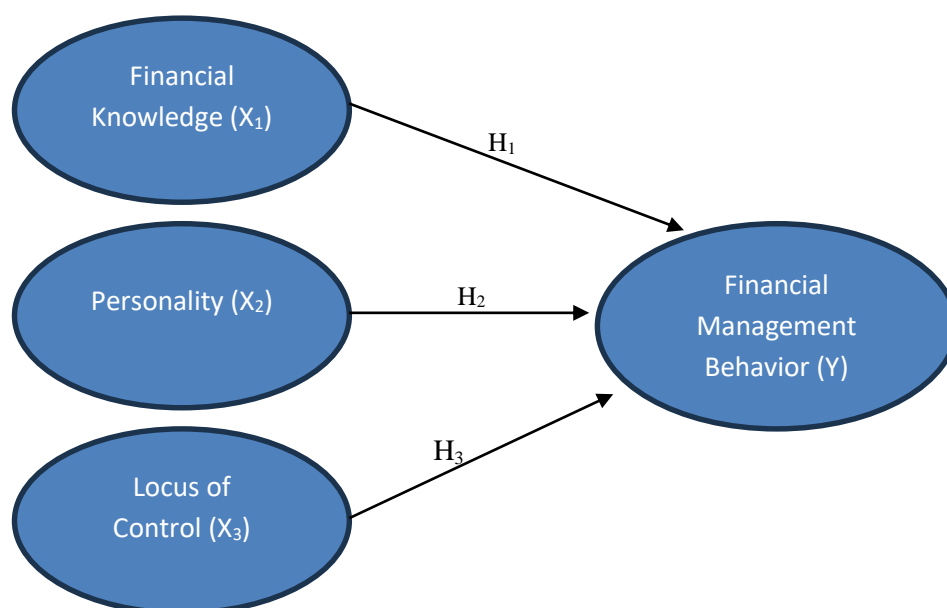 Financial
Knowledge (X₁)
H₁
Personality (X₂)
H₂
Financial
Management
Behavior (Y)
H₃
Locus of
Control (X₃)